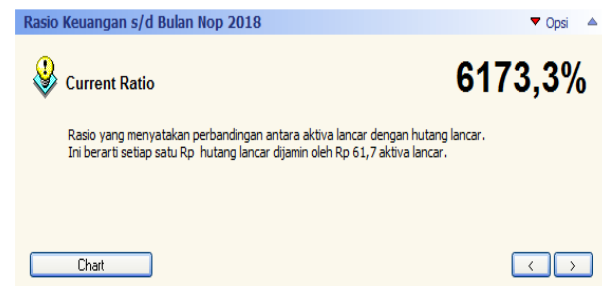 Rasio Keuangan s/d Bulan Nop 2018
Opsi
Current Ratio
6173,3%
Rasio yang menyatakan perbandingan antara aktiva lancar dengan hutang lancar.
Ini berarti setiap satu Rp hutang lancar dijamin oleh Rp 61,7 aktiva lancar.
Chart
< >